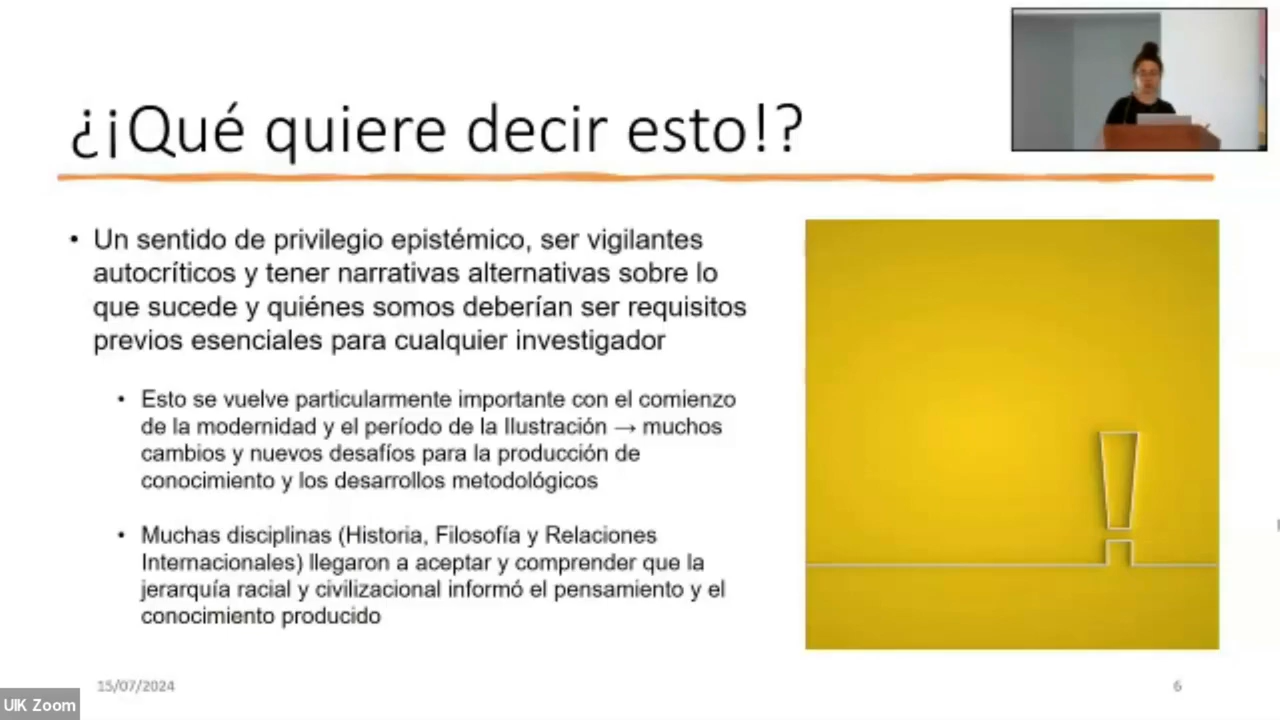 ¿¡Qué quiere decir esto!?
• Un sentido de privilegio epistémico, ser vigilantes
autocríticos y tener narrativas alternativas sobre lo
que sucede y quiénes somos deberían ser requisitos
previos esenciales para cualquier investigador
• Esto se vuelve particularmente importante con el comienzo
de la modernidad y el período de la Ilustración → muchos
cambios y nuevos desafíos para la producción de
conocimiento y los desarrollos metodológicos
• Muchas disciplinas (Historia, Filosofía y Relaciones
Internacionales) llegaron a aceptar y comprender que la
jerarquía racial y civilizacional informó el pensamiento y el
conocimiento producido
!
15/07/2024
6
UIK Zoom